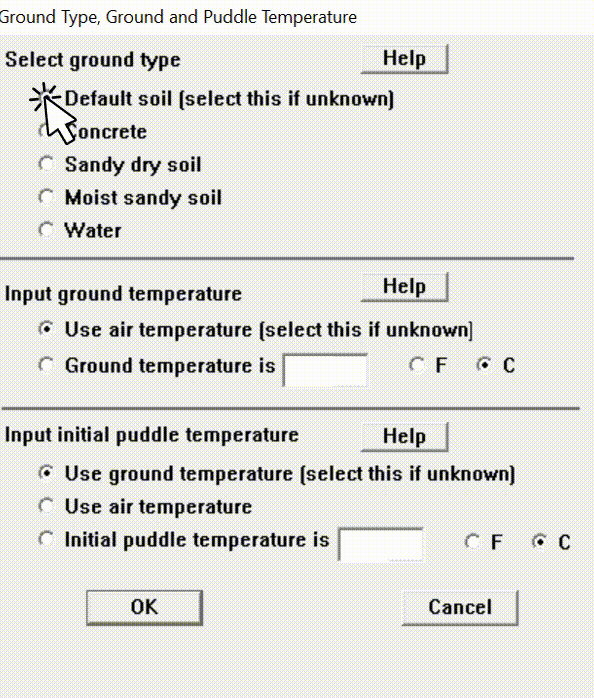 Ground Type, Ground and Puddle Temperature
Select ground type
Help
Default soil (select this if unknown)
Concrete
Sandy dry soil
Moist sandy soil
Water
Input ground temperature
Help
Use air temperature (select this if unknown)
Ground temperature is F C
Input initial puddle temperature
Help
Use ground temperature (select this if unknown)
Use air temperature
Initial puddle temperature is F C
OK Cancel